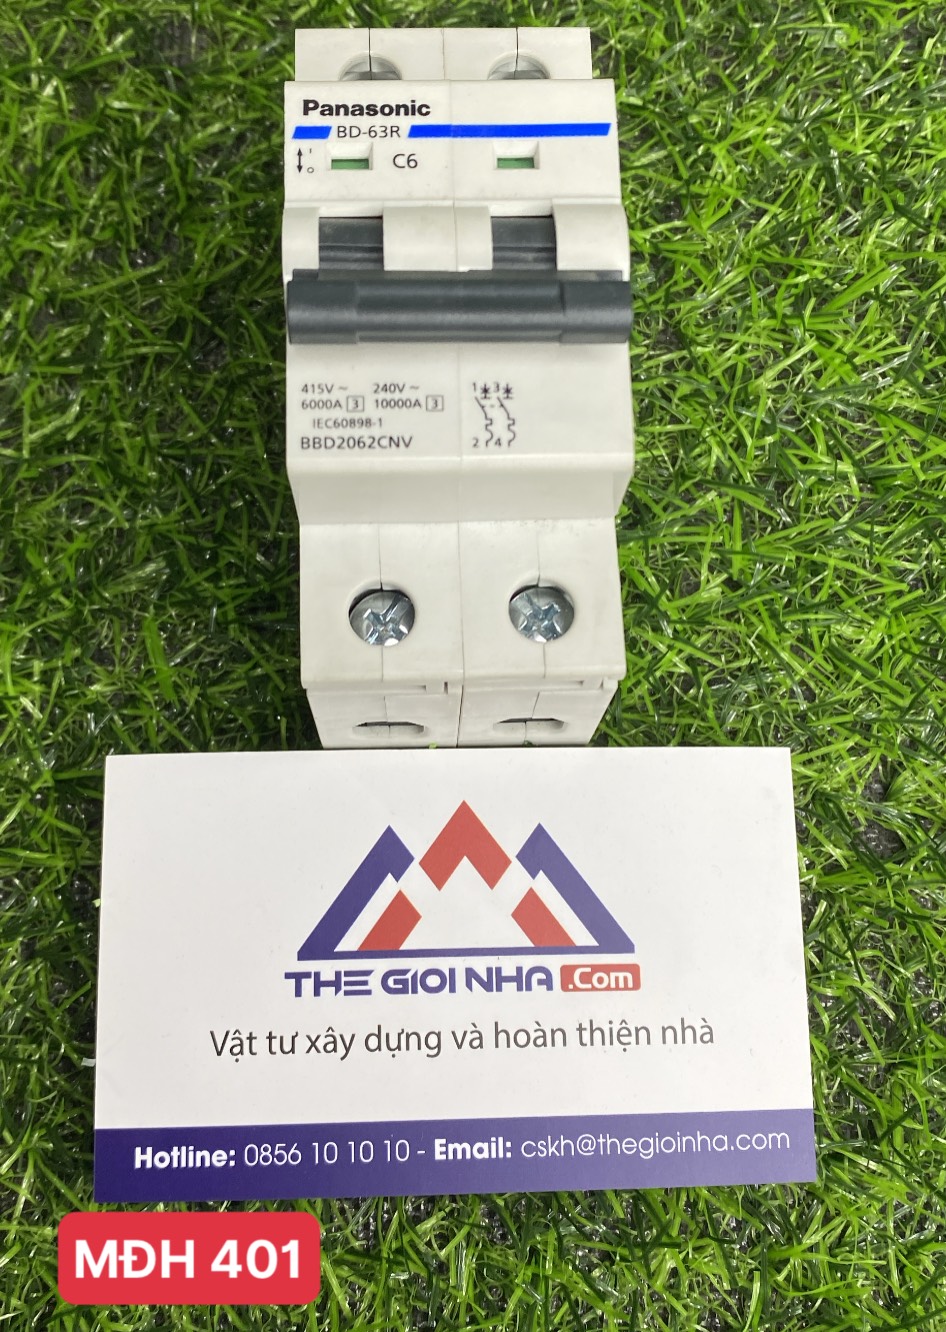 Panasonic
BD-63R
I
O
C6
415V ~ 240V ~
6000A 3 10000A 3
IEC60898-1
BBD2062CNV
1 3
2 4
THE GIOI NHA .Com
Vật tư xây dựng và hoàn thiện nhà
Hotline: 0856 10 10 10 - Email: cskh@thegioinha.com
MĐH 401